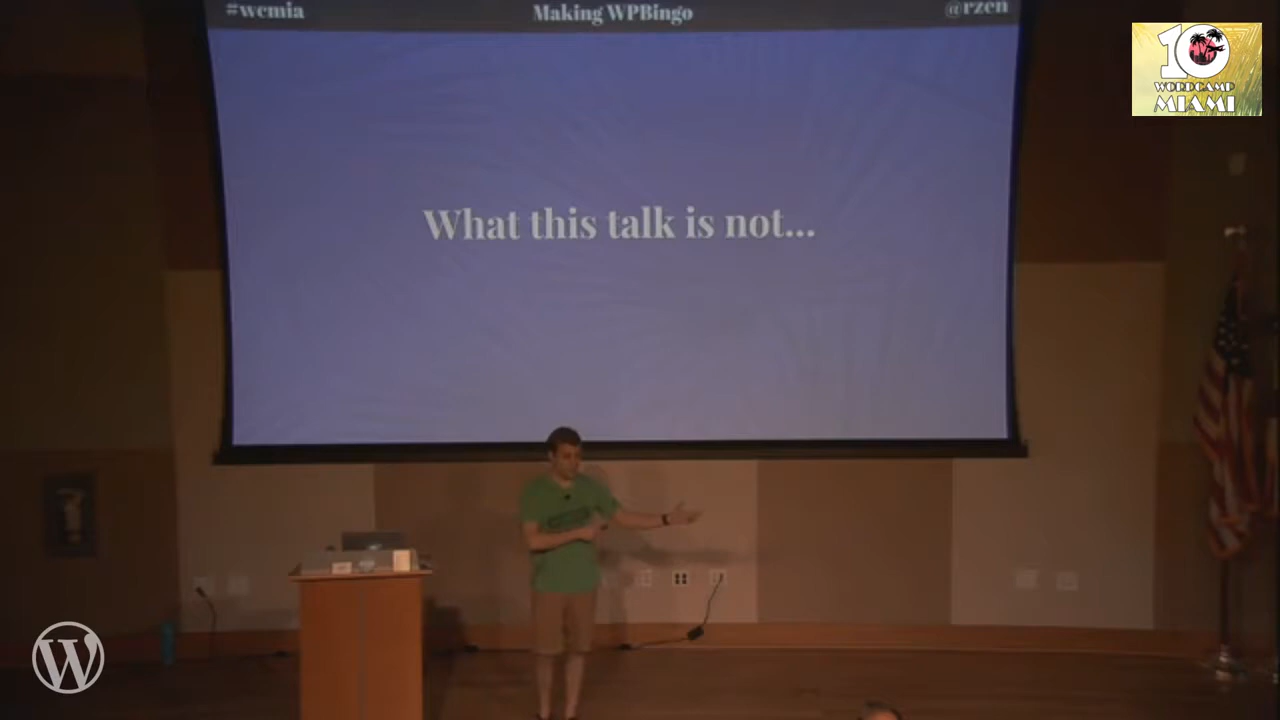 #wcmia
Making WPBingo
@rzen
What this talk is not...
10
WORDCAMP
MIAMI